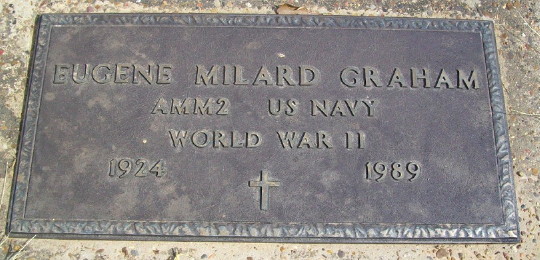 EUGENE MILARD GRAHAM
AMM2 US NAVY
WORLD WAR II
1924 1989